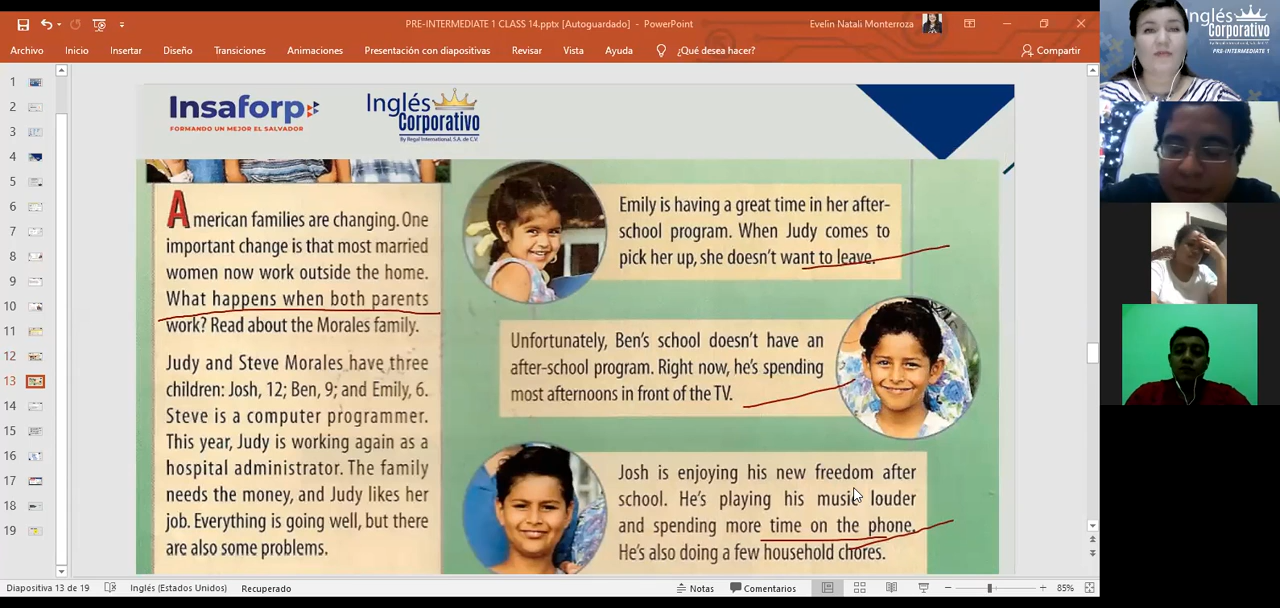 PRE-INTERMEDIATE 1 CLASS 14.pptx [Autoguardado] - PowerPoint
Evelin Natali Monterroza
Archivo Inicio Insertar Diseño Transiciones Animaciones Presentación con diapositivas Revisar Vista Ayuda ¿Qué desea hacer? Compartir
1
2
3
4
5
6
7
8
9
10
11
12
13
14
15
16
17
18
19
Insaforp
FORMANDO UN MEJOR EL SALVADOR
Inglés
Corporativo
By Regal International, S.A. de C.V.
American families are changing. One
important change is that most married
women now work outside the home.
What happens when both parents
work? Read about the Morales family.
Judy and Steve Morales have three
children: Josh, 12; Ben, 9; and Emily, 6.
Steve is a computer programmer.
This year, Judy is working again as a
hospital administrator. The family
needs the money, and Judy likes her
job. Everything is going well, but there
are also some problems.
Emily is having a great time in her after-
school program. When Judy comes to
pick her up, she doesn't want to leave.
Unfortunately, Ben's school doesn't have an
after-school program. Right now, he's spending
most afternoons in front of the TV.
Josh is enjoying his new freedom after
school. He's playing his music louder
and spending more time on the phone.
He's also doing a few household chores.
Inglés
Corporativo
PRE-INTERMEDIATE 1
Diapositiva 13 de 19 Inglés (Estados Unidos) Recuperado Notas Comentarios 85%